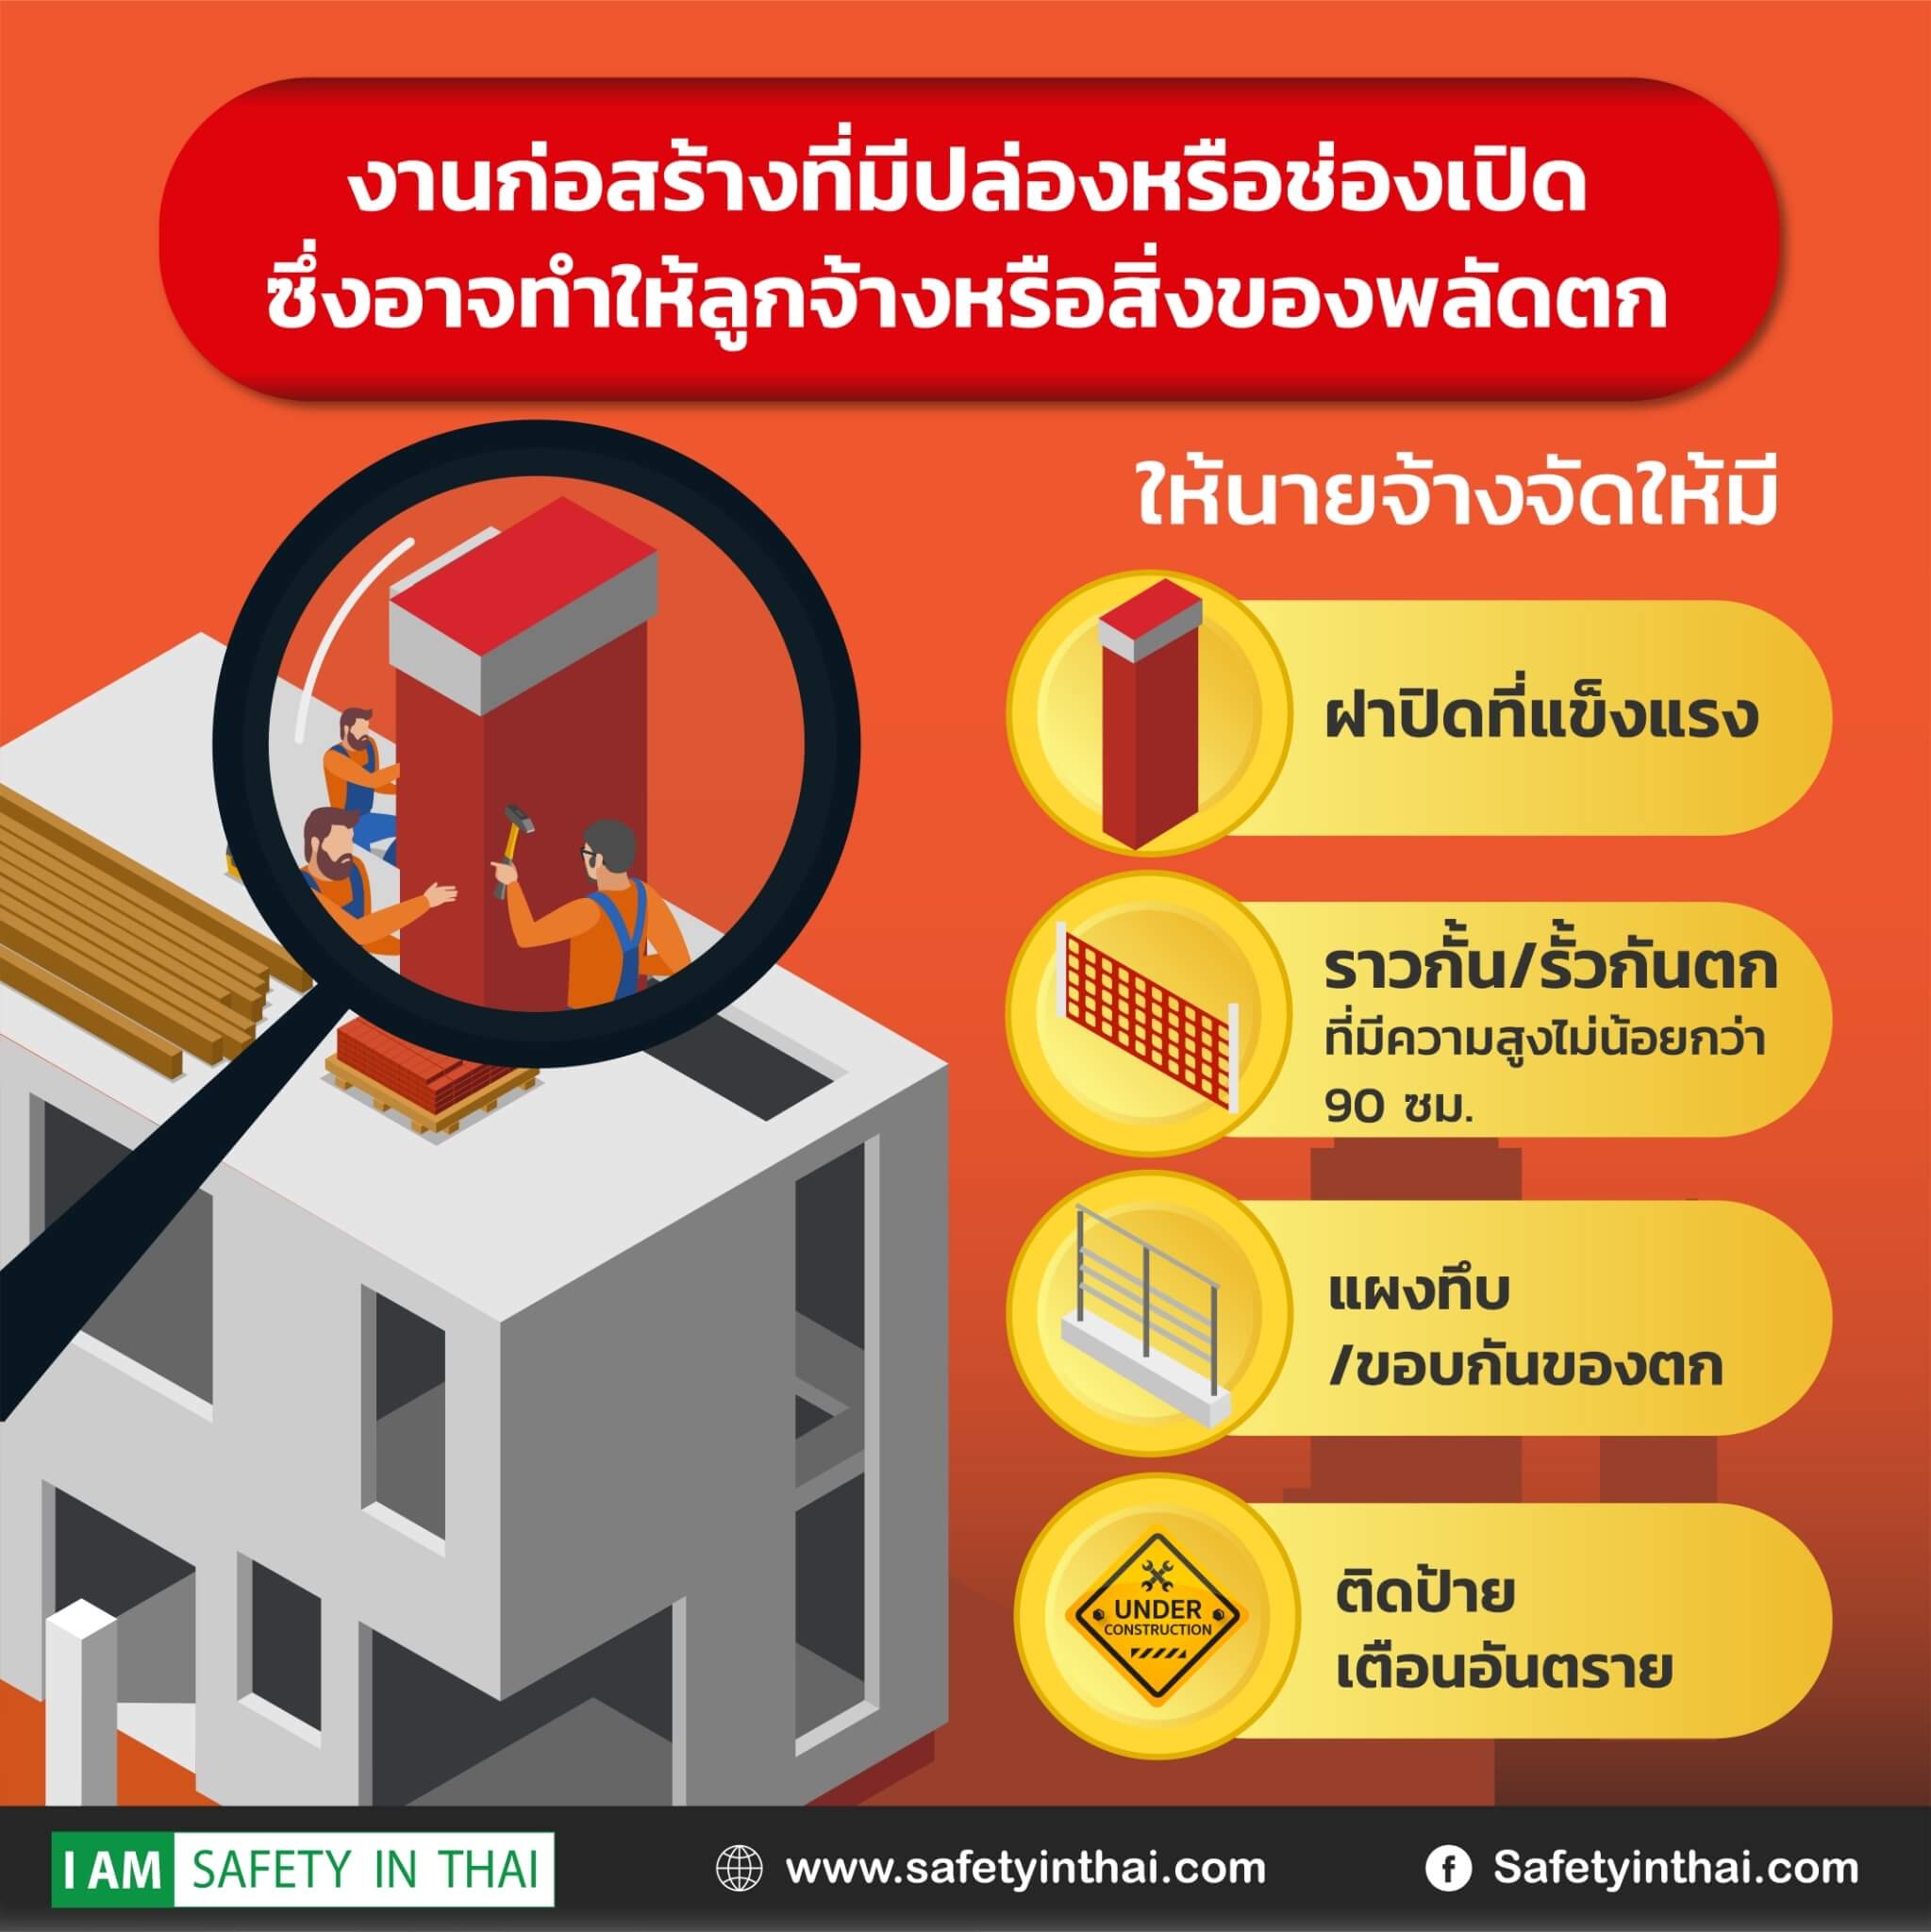 งานก่อสร้างที่มีปล่องหรือช่องเปิด
ซึ่งอาจทำให้ลูกจ้างหรือสิ่งของพลัดตก
ให้นายจ้างจัดให้มี
ฝาปิดที่แข็งแรง
ราวกั้น/รั้วกันตก
ที่มีความสูงไม่น้อยกว่า
90 ซม.
แผงทึบ
/ขอบกันของตก
UNDER
CONSTRUCTION
ติดป้าย
เตือนอันตราย
I AM SAFETY IN THAI
www.safetyinthai.com
Safetyinthai.com